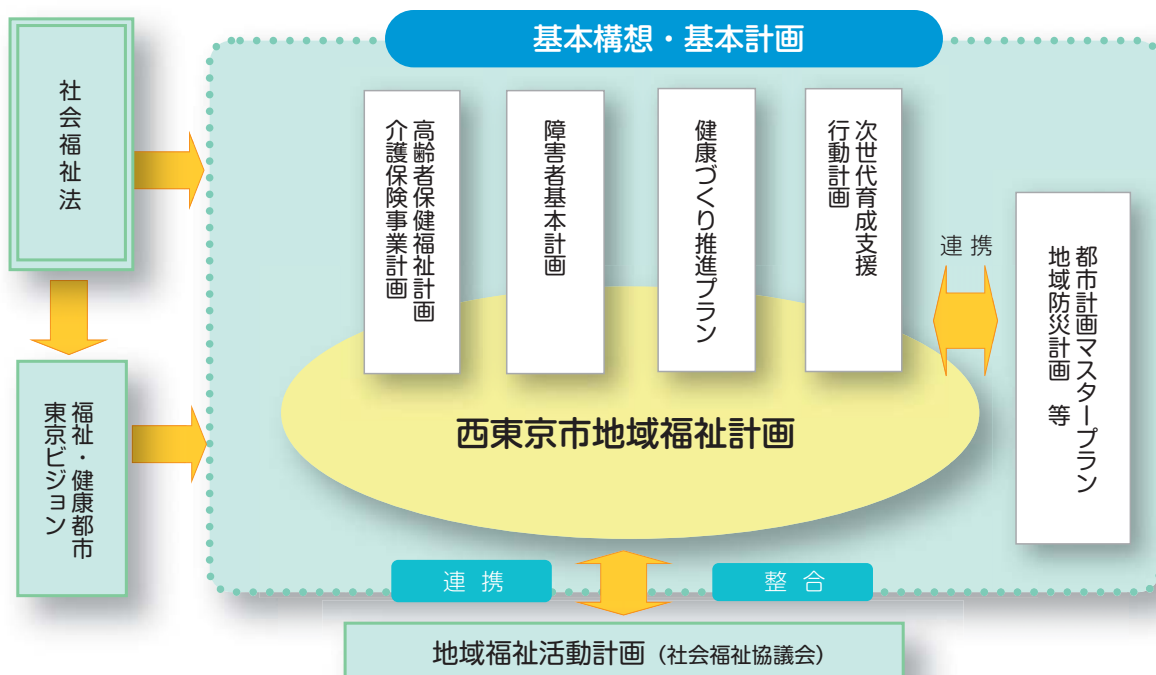 基本構想・基本計画
社会福祉法
高齢者保健福祉計画
介護保険事業計画
障害者基本計画
健康づくり推進プラン
次世代育成支援
行動計画
連携
都市計画マスタープラン
地域防災計画 等
福祉・健康都市
東京ビジョン
西東京市地域福祉計画
連携
整合
地域福祉活動計画（社会福祉協議会）